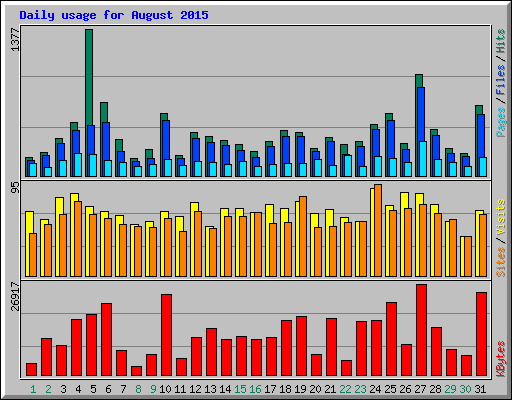 Daily usage for August 2015
1377
Pages / Files / Hits
95
Sites / Visits
26917
KBytes
1 2 3 4 5 6 7 8 9 10 11 12 13 14 15 16 17 18 19 20 21 22 23 24 25 26 27 28 29 30 31